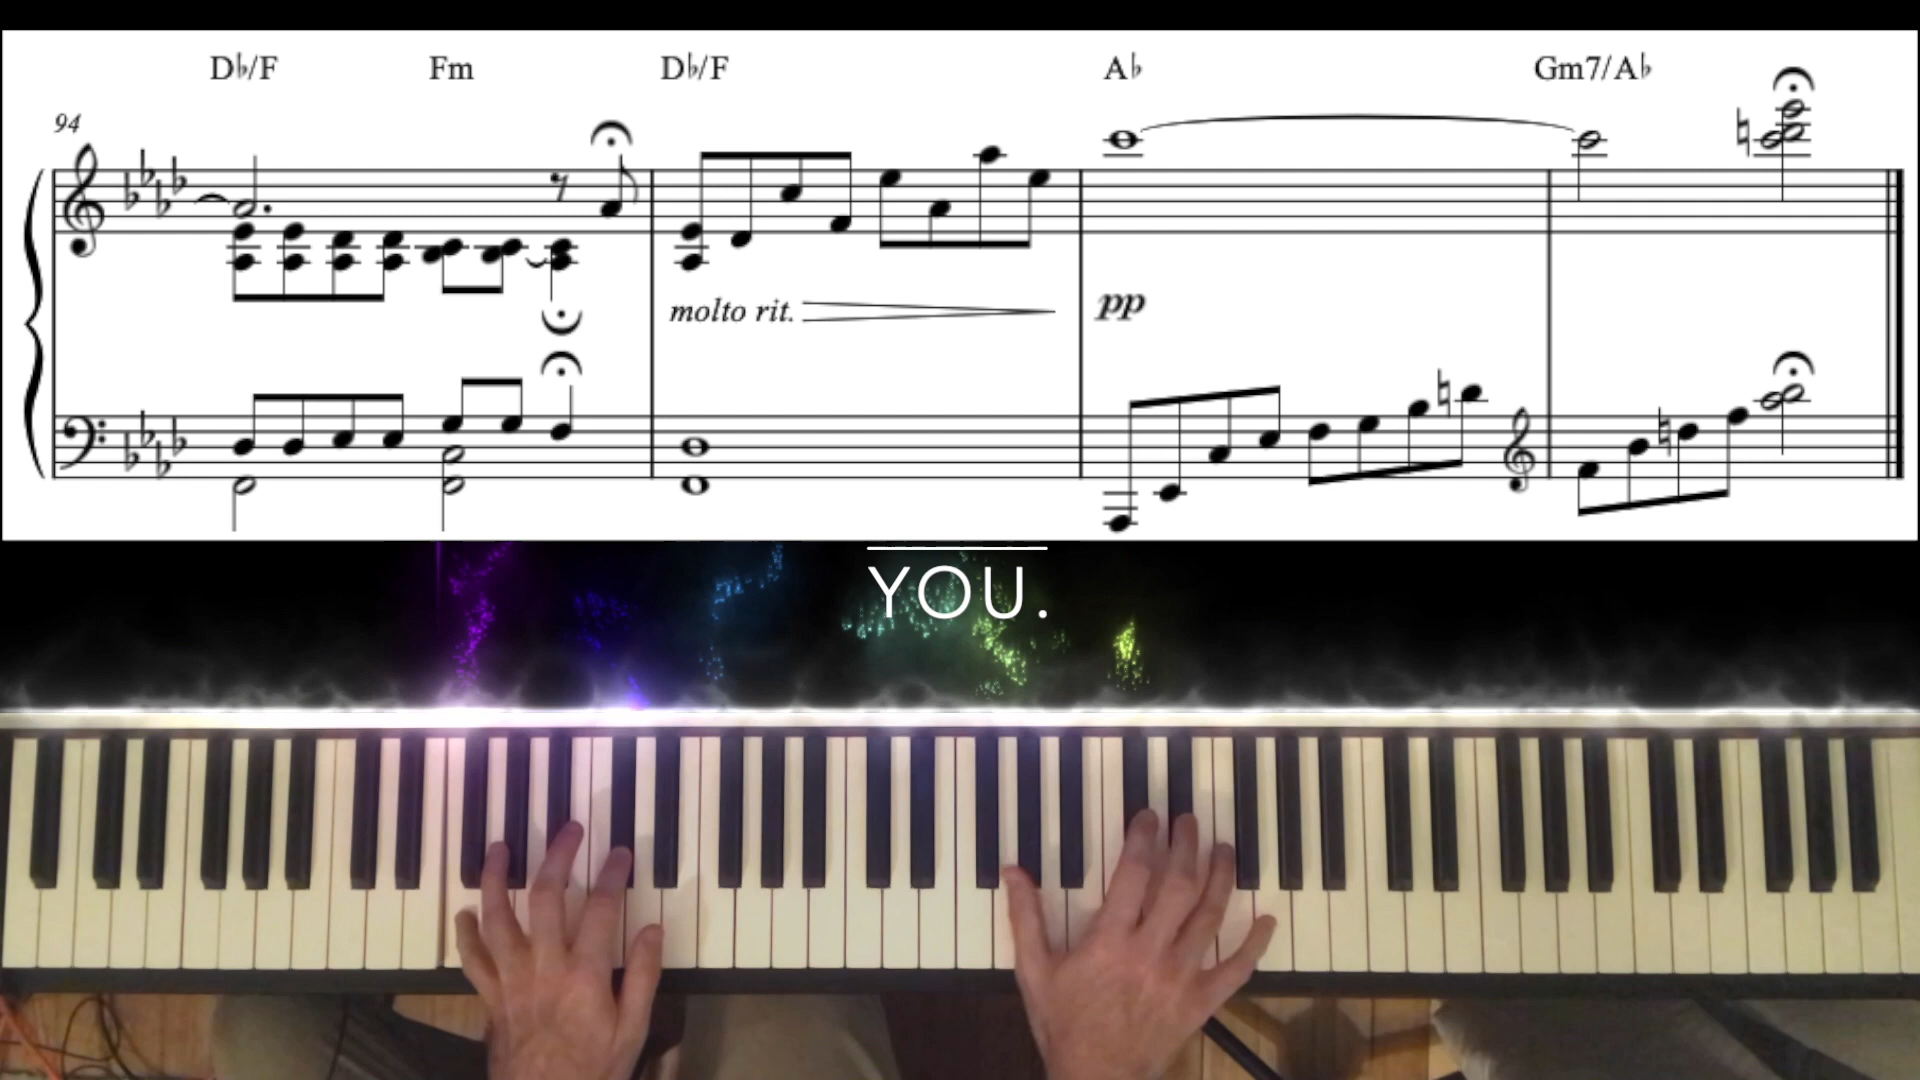 D♭/F Fm D♭/F A♭ Gm7/A♭
94
molto rit. pp
YOU.